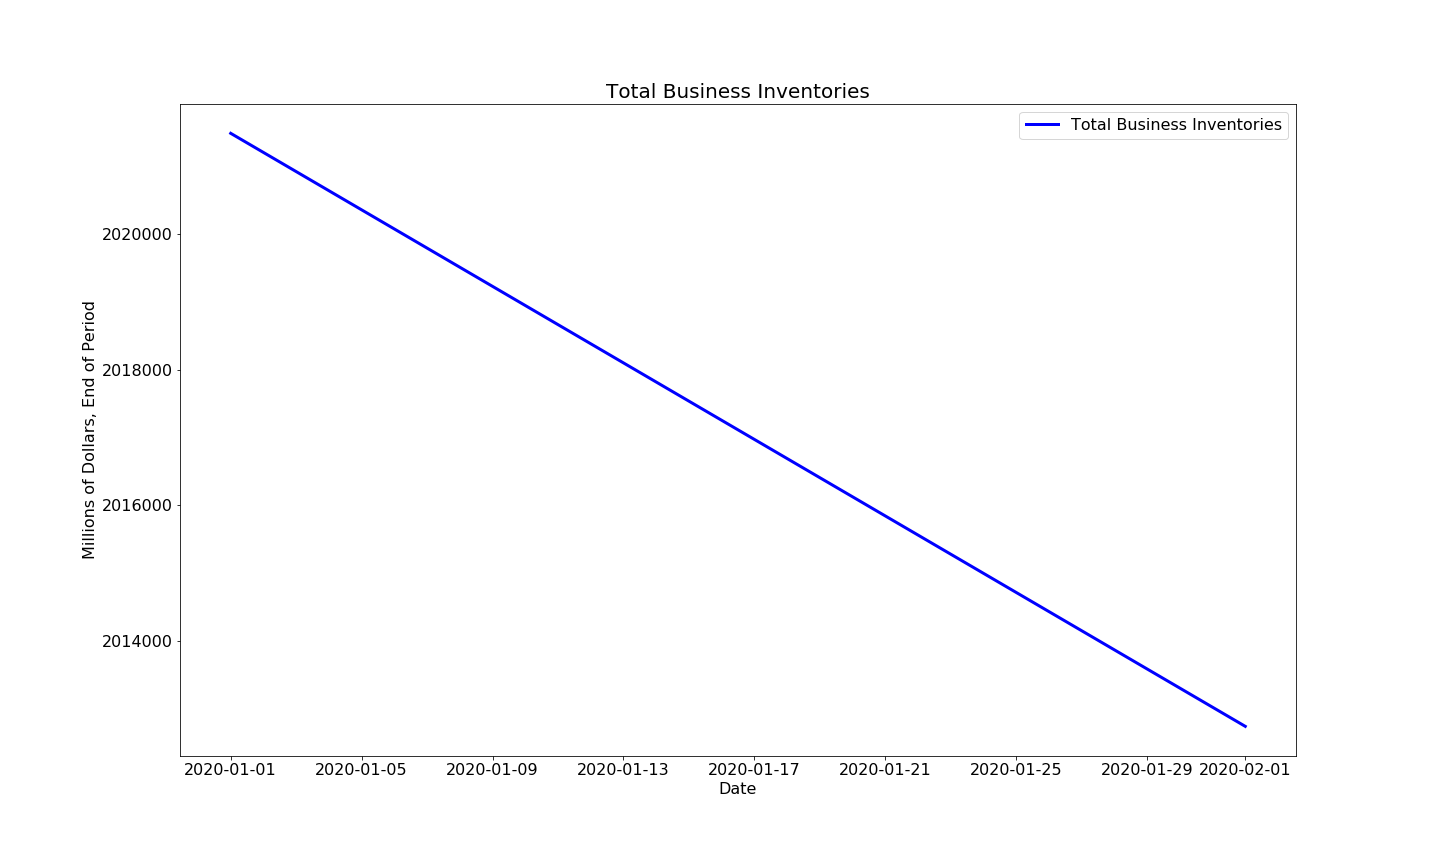 Total Business Inventories
Total Business Inventories
2020000
2018000
2016000
2014000
Millions of Dollars, End of Period
2020-01-01 2020-01-05 2020-01-09 2020-01-13 2020-01-17 2020-01-21 2020-01-25 2020-01-29 2020-02-01
Date